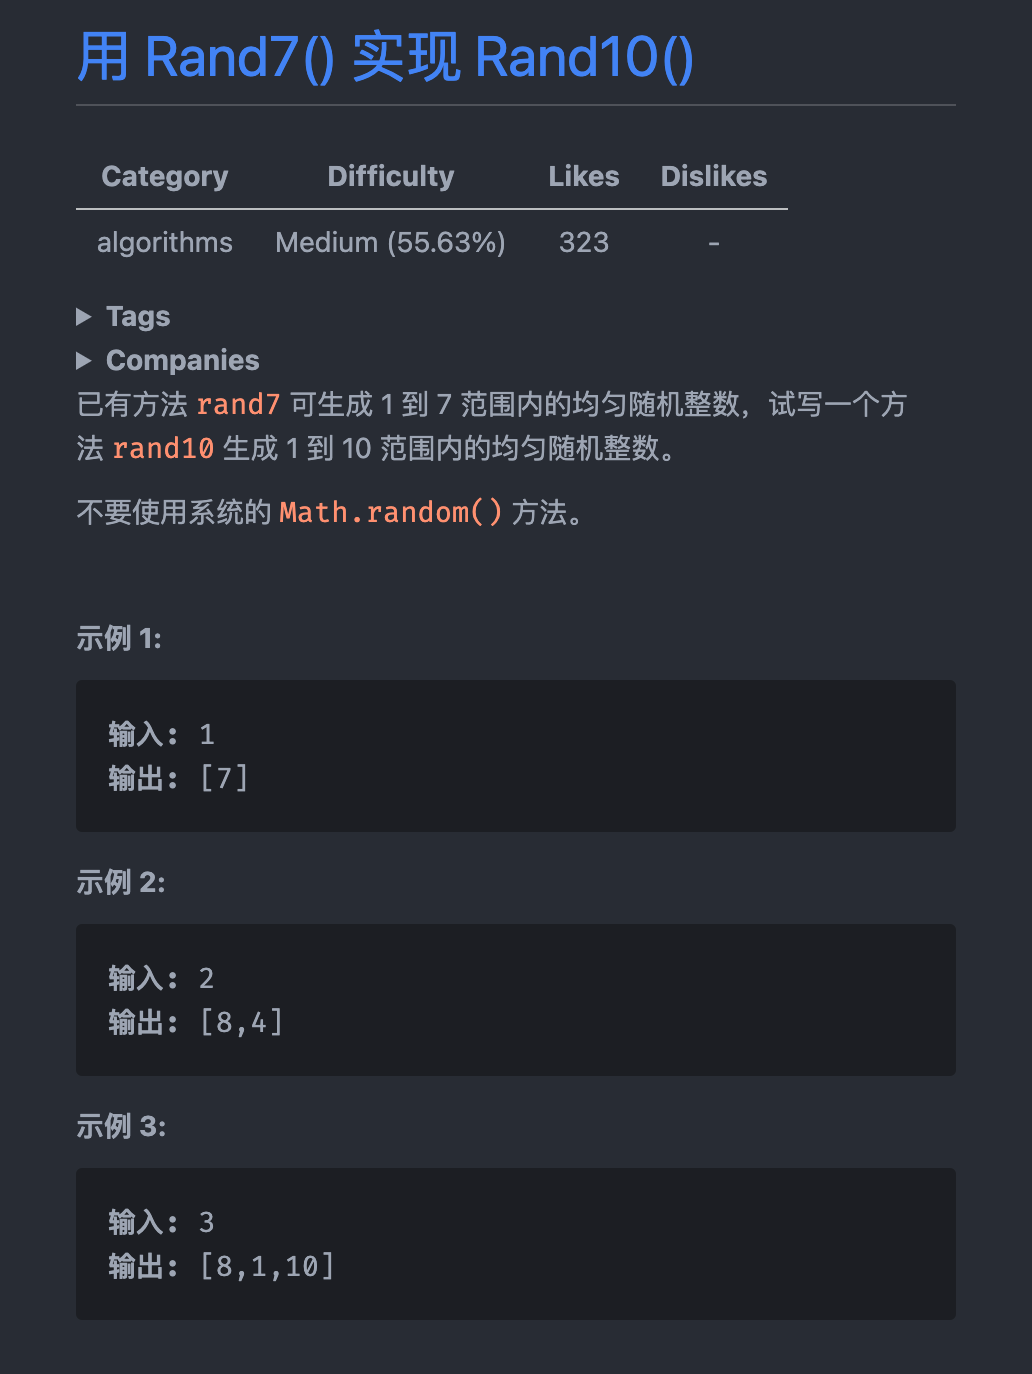 用 Rand7() 实现 Rand10()
Category Difficulty Likes Dislikes
algorithms Medium (55.63%) 323 -
Tags
Companies
已有方法 rand7 可生成 1 到 7 范围内的均匀随机整数，试写一个方
法 rand10 生成 1 到 10 范围内的均匀随机整数。
不要使用系统的 Math.random() 方法。
示例 1:
输入: 1
输出: [7]
示例 2:
输入: 2
输出: [8,4]
示例 3:
输入: 3
输出: [8,1,10]